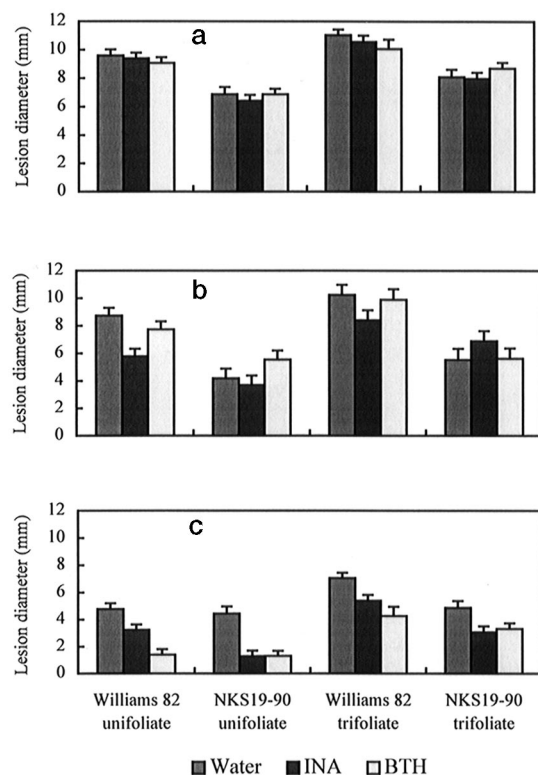 a
Lesion diameter (mm)
12
10
8
6
4
2
0
b
Lesion diameter (mm)
12
10
8
6
4
2
0
c
Lesion diameter (mm)
12
10
8
6
4
2
0
Williams 82 NKS19-90 Williams 82 NKS19-90
unifoliate unifoliate trifoliate trifoliate
Water INA BTH